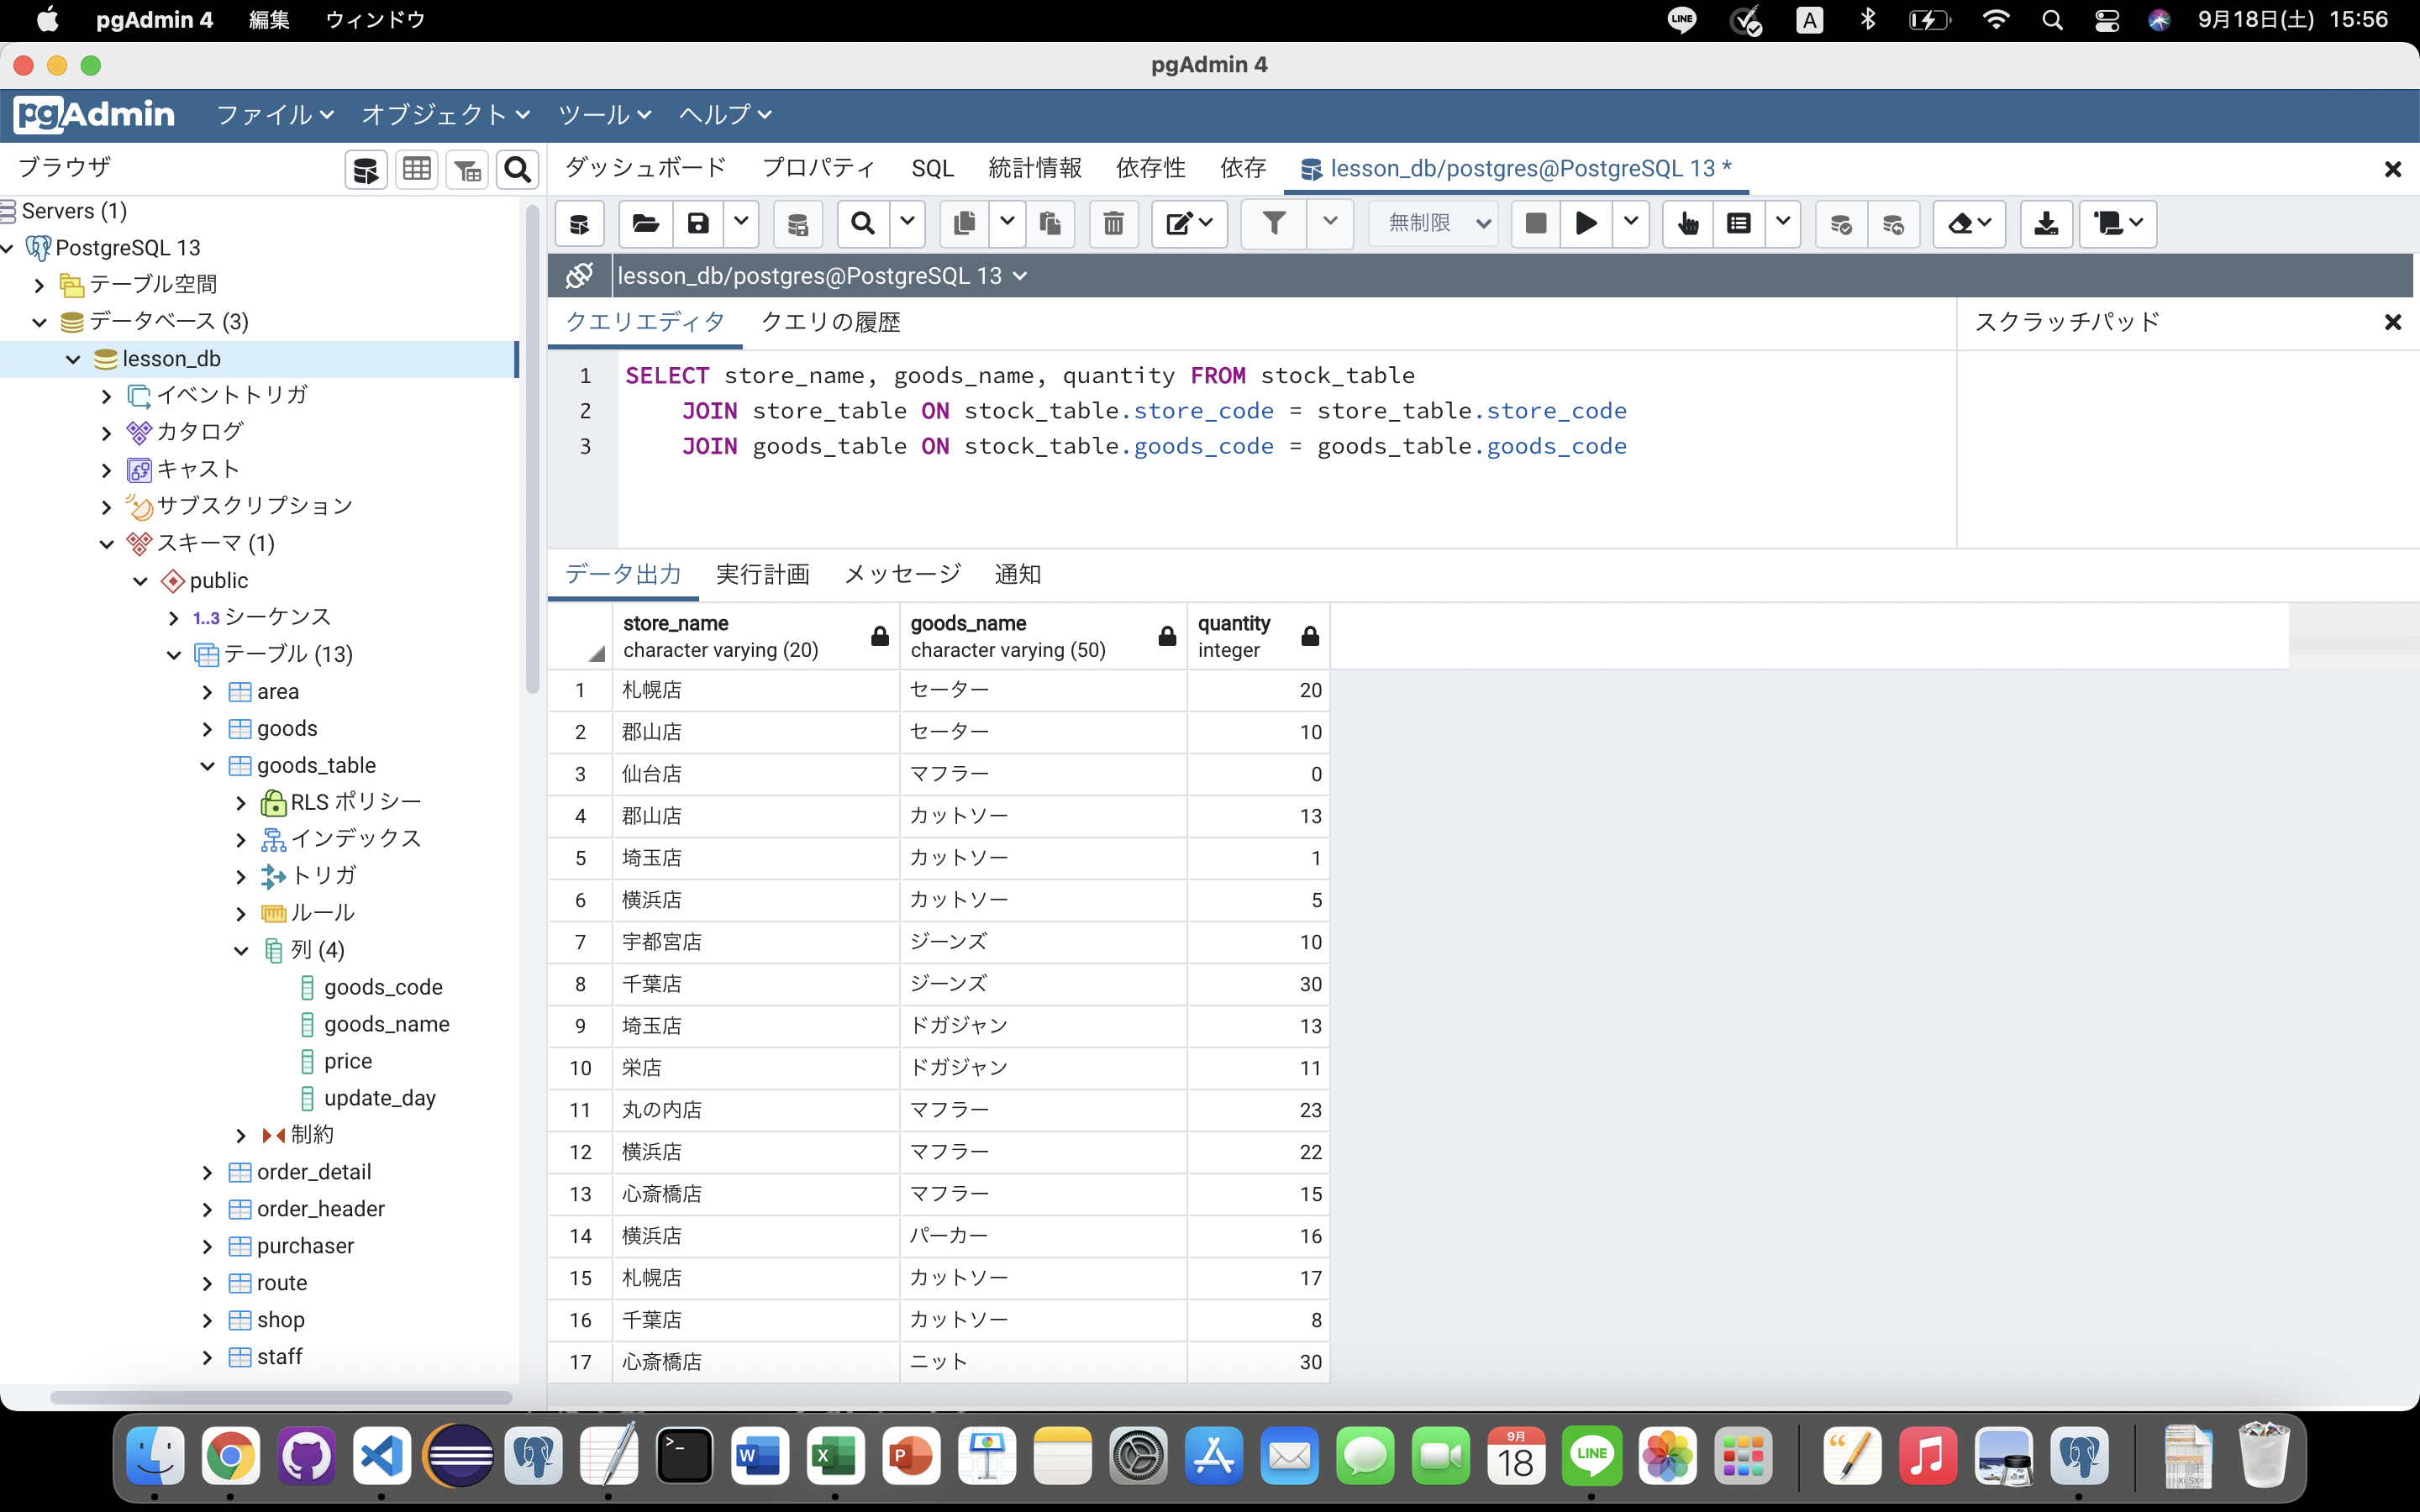 pgAdmin 4 編集 ウィンドウ LINE A 9月18日(土) 15:56
pgAdmin 4
pgAdmin ファイル オブジェクト ツール ヘルプ
ブラウザ
ダッシュボード プロパティ SQL 統計情報 依存性 依存 lesson_db/postgres@PostgreSQL 13 *
無制限
lesson_db/postgres@PostgreSQL 13
クエリエディタ クエリの履歴
スクラッチパッド
Servers (1)
PostgreSQL 13
テーブル空間
データベース (3)
lesson_db
イベントトリガ
カタログ
キャスト
サブスクリプション
スキーマ (1)
public
1..3 シーケンス
テーブル (13)
area
goods
goods_table
RLS ポリシー
インデックス
トリガ
ルール
列 (4)
goods_code
goods_name
price
update_day
制約
order_detail
order_header
purchaser
route
shop
staff
1 SELECT store_name, goods_name, quantity FROM stock_table
2 JOIN store_table ON stock_table.store_code = store_table.store_code
3 JOIN goods_table ON stock_table.goods_code = goods_table.goods_code
データ出力 実行計画 メッセージ 通知
store_name goods_name quantity
character varying (20) character varying (50) integer
1 札幌店 セーター 20
2 郡山店 セーター 10
3 仙台店 マフラー 0
4 郡山店 カットソー 13
5 埼玉店 カットソー 1
6 横浜店 カットソー 5
7 宇都宮店 ジーンズ 10
8 千葉店 ジーンズ 30
9 埼玉店 ドガジャン 13
10 栄店 ドガジャン 11
11 丸の内店 マフラー 23
12 横浜店 マフラー 22
13 心斎橋店 マフラー 15
14 横浜店 パーカー 16
15 札幌店 カットソー 17
16 千葉店 カットソー 8
17 心斎橋店 ニット 30
>_ W X P 9月 18 LINE XLSX